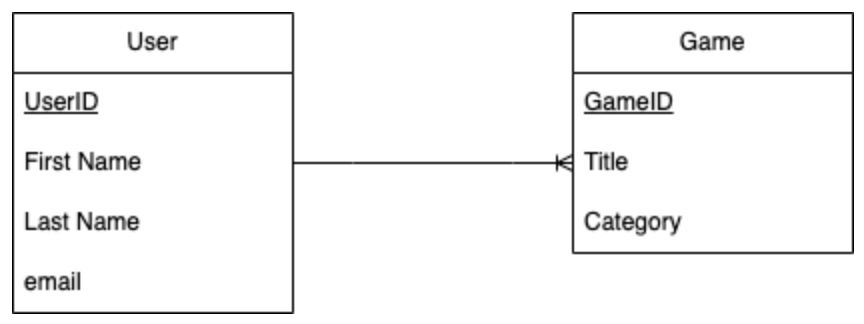 User
UserID
First Name
Last Name
email
Game
GameID
Title
Category